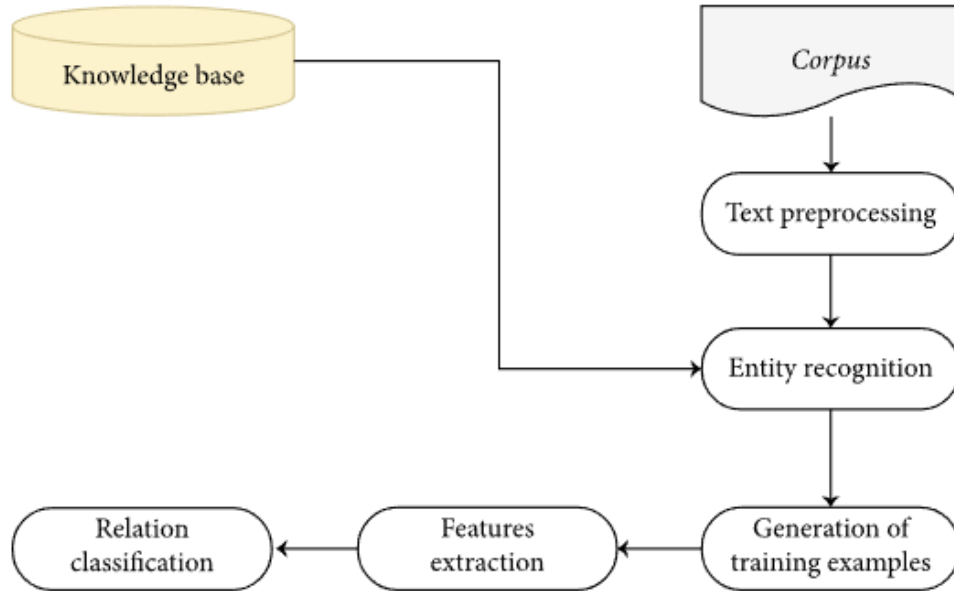 Knowledge base
Corpus
Text preprocessing
Entity recognition
Relation
classification
Features
extraction
Generation of
training examples